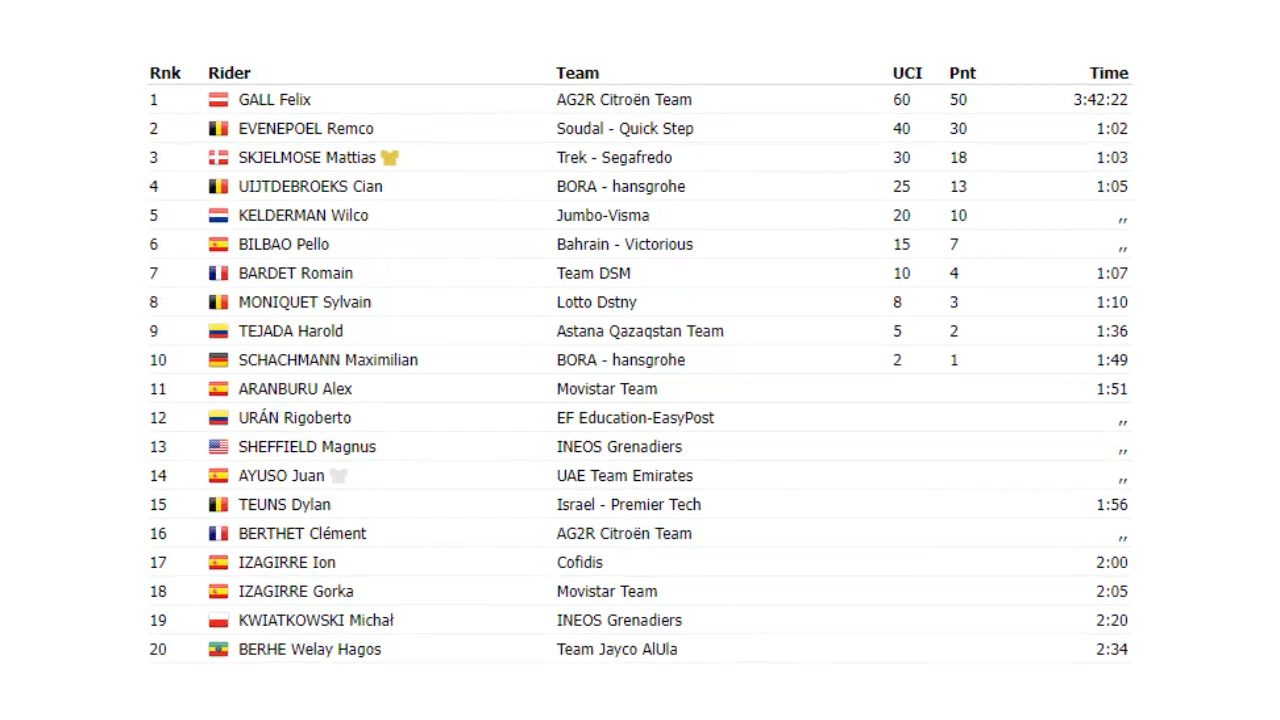 Rnk Rider Team UCI Pnt Time
1 GALL Felix AG2R Citroën Team 60 50 3:42:22
2 EVENEPOEL Remco Soudal - Quick Step 40 30 1:02
3 SKJELMOSE Mattias Trek - Segafredo 30 18 1:03
4 UIJTDEBROEKS Cian BORA - hansgrohe 25 13 1:05
5 KELDERMAN Wilco Jumbo-Visma 20 10 ,,
6 BILBAO Pello Bahrain - Victorious 15 7 ,,
7 BARDET Romain Team DSM 10 4 1:07
8 MONIQUET Sylvain Lotto Dstny 8 3 1:10
9 TEJADA Harold Astana Qazaqstan Team 5 2 1:36
10 SCHACHMANN Maximilian BORA - hansgrohe 2 1 1:49
11 ARANBURU Alex Movistar Team 1:51
12 URÁN Rigoberto EF Education-EasyPost ,,
13 SHEFFIELD Magnus INEOS Grenadiers ,,
14 AYUSO Juan UAE Team Emirates ,,
15 TEUNS Dylan Israel - Premier Tech 1:56
16 BERTHET Clément AG2R Citroën Team ,,
17 IZAGIRRE Ion Cofidis 2:00
18 IZAGIRRE Gorka Movistar Team 2:05
19 KWIATKOWSKI Michał INEOS Grenadiers 2:20
20 BERHE Welay Hagos Team Jayco AlUla 2:34